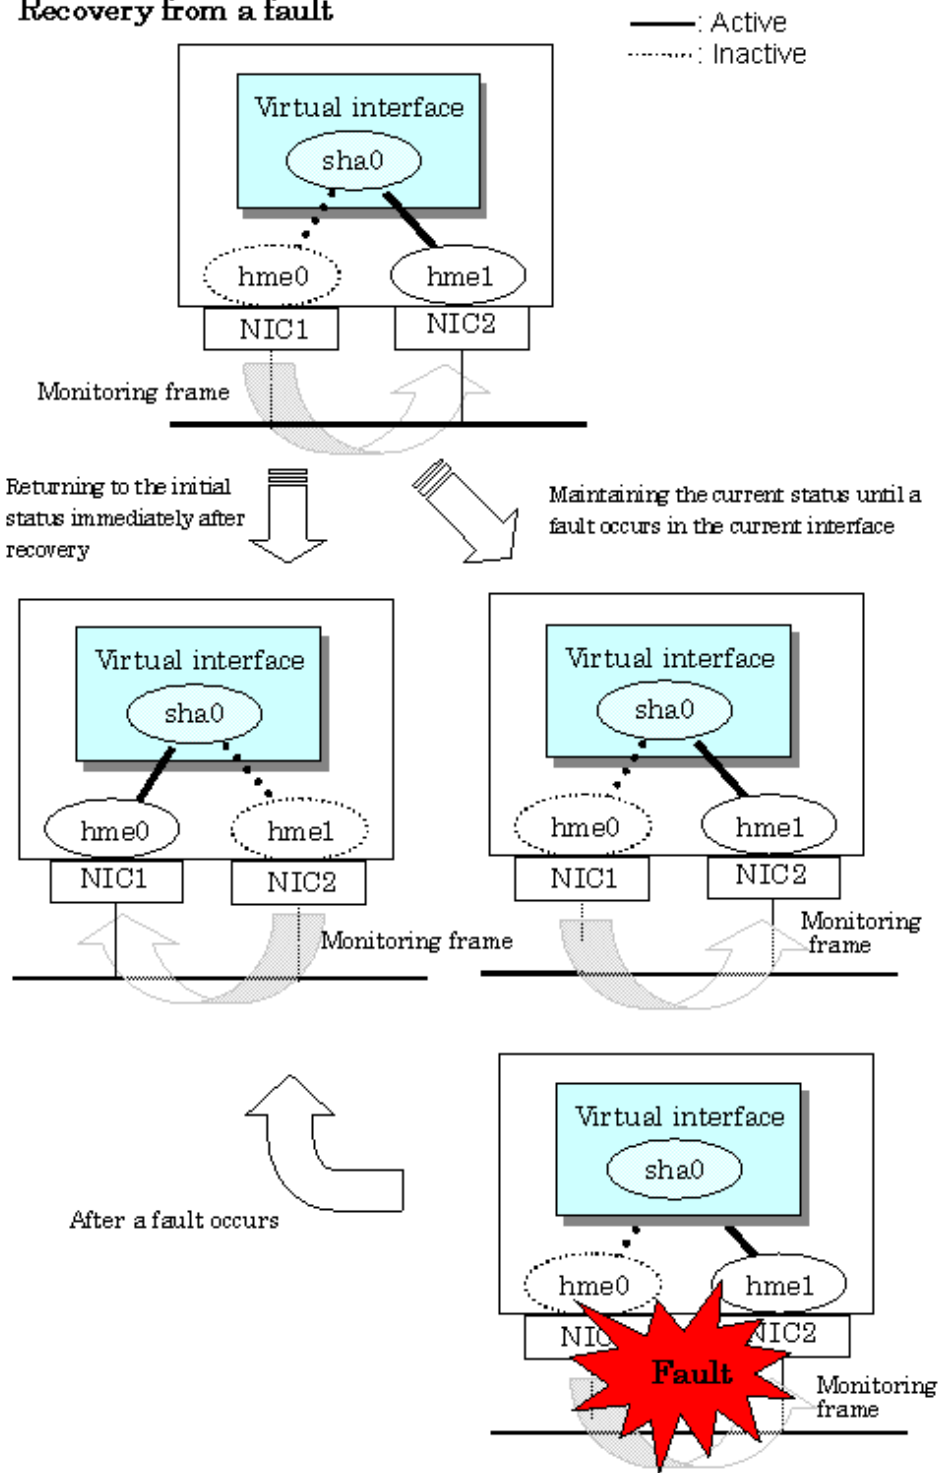 Recovery from a fault
: Active
: Inactive
Virtual interface
sha0
hme0
hme1
NIC1
NIC2
Monitoring frame
Returning to the initial
status immediately after
recovery
Maintaining the current status until a
fault occurs in the current interface
Virtual interface
sha0
hme0
hme1
NIC1
NIC2
Monitoring frame
Virtual interface
sha0
hme0
hme1
NIC1
NIC2
Monitoring
frame
After a fault occurs
Virtual interface
sha0
hme0
hme1
NIC
NIC2
Fault
Monitoring
frame